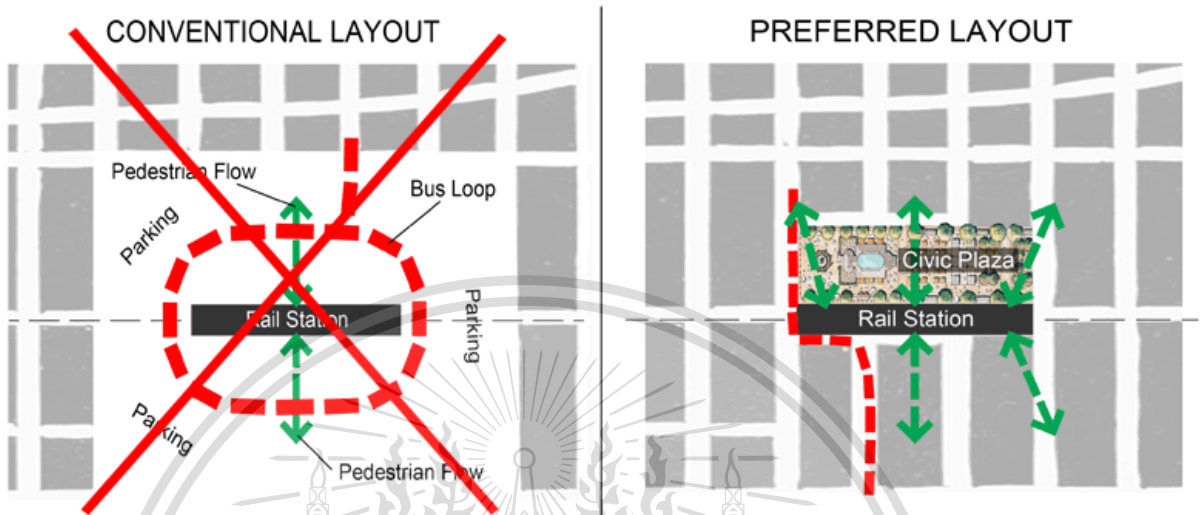 CONVENTIONAL LAYOUT
Pedestrian Flow
Bus Loop
Parking
Rail Station
Parking
Parking
Pedestrian Flow
PREFERRED LAYOUT
Civic Plaza
Rail Station